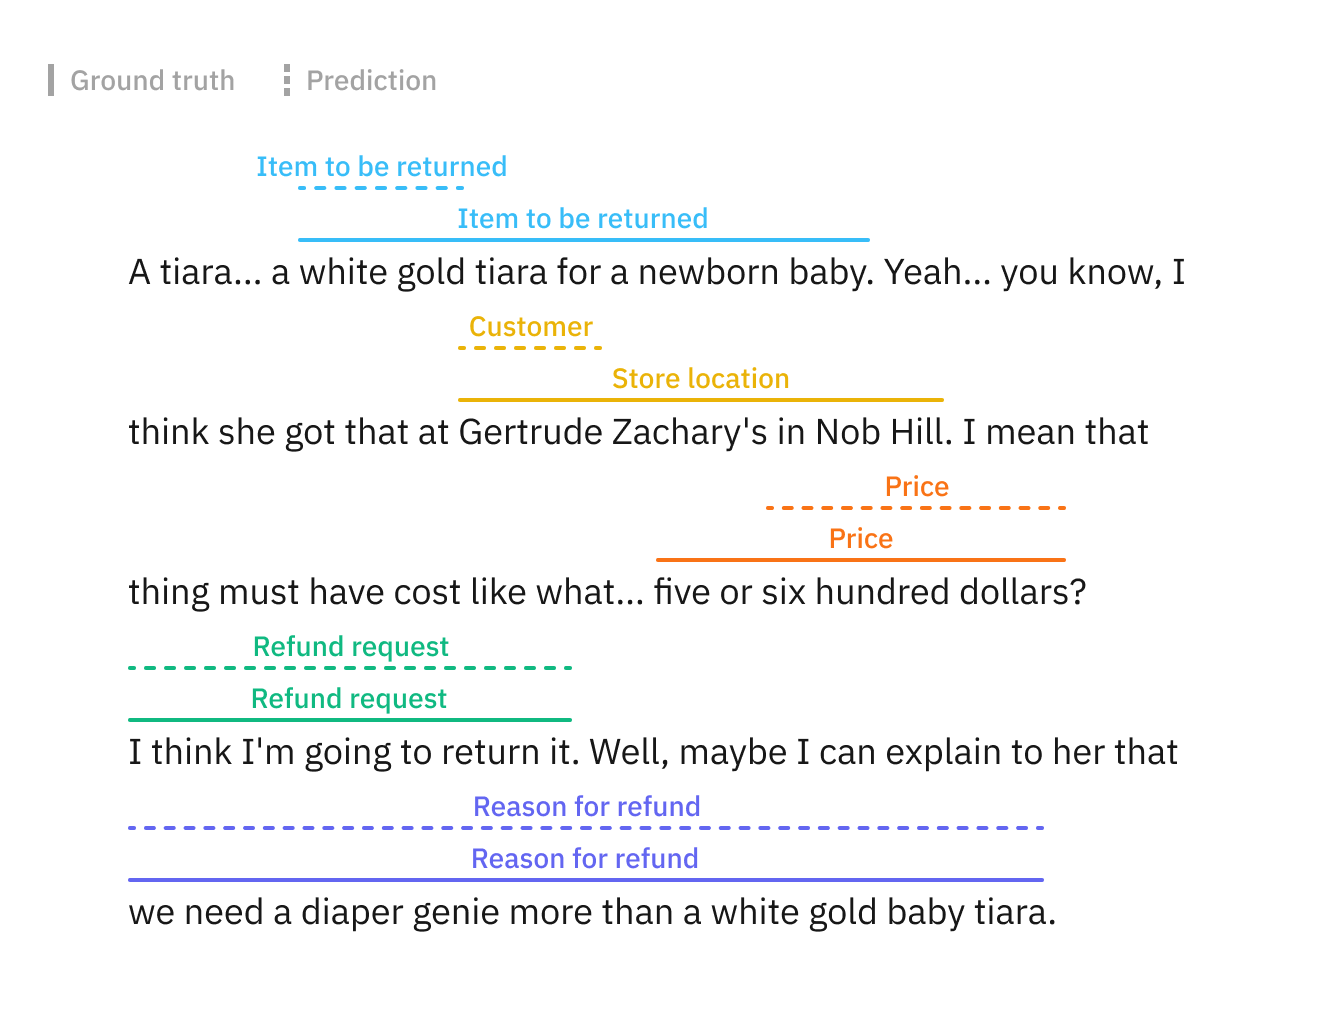 Ground truth Prediction
Item to be returned
Item to be returned
A tiara... a white gold tiara for a newborn baby. Yeah... you know, I
Customer
Store location
think she got that at Gertrude Zachary's in Nob Hill. I mean that
Price
Price
thing must have cost like what... five or six hundred dollars?
Refund request
Refund request
I think I'm going to return it. Well, maybe I can explain to her that
Reason for refund
Reason for refund
we need a diaper genie more than a white gold baby tiara.